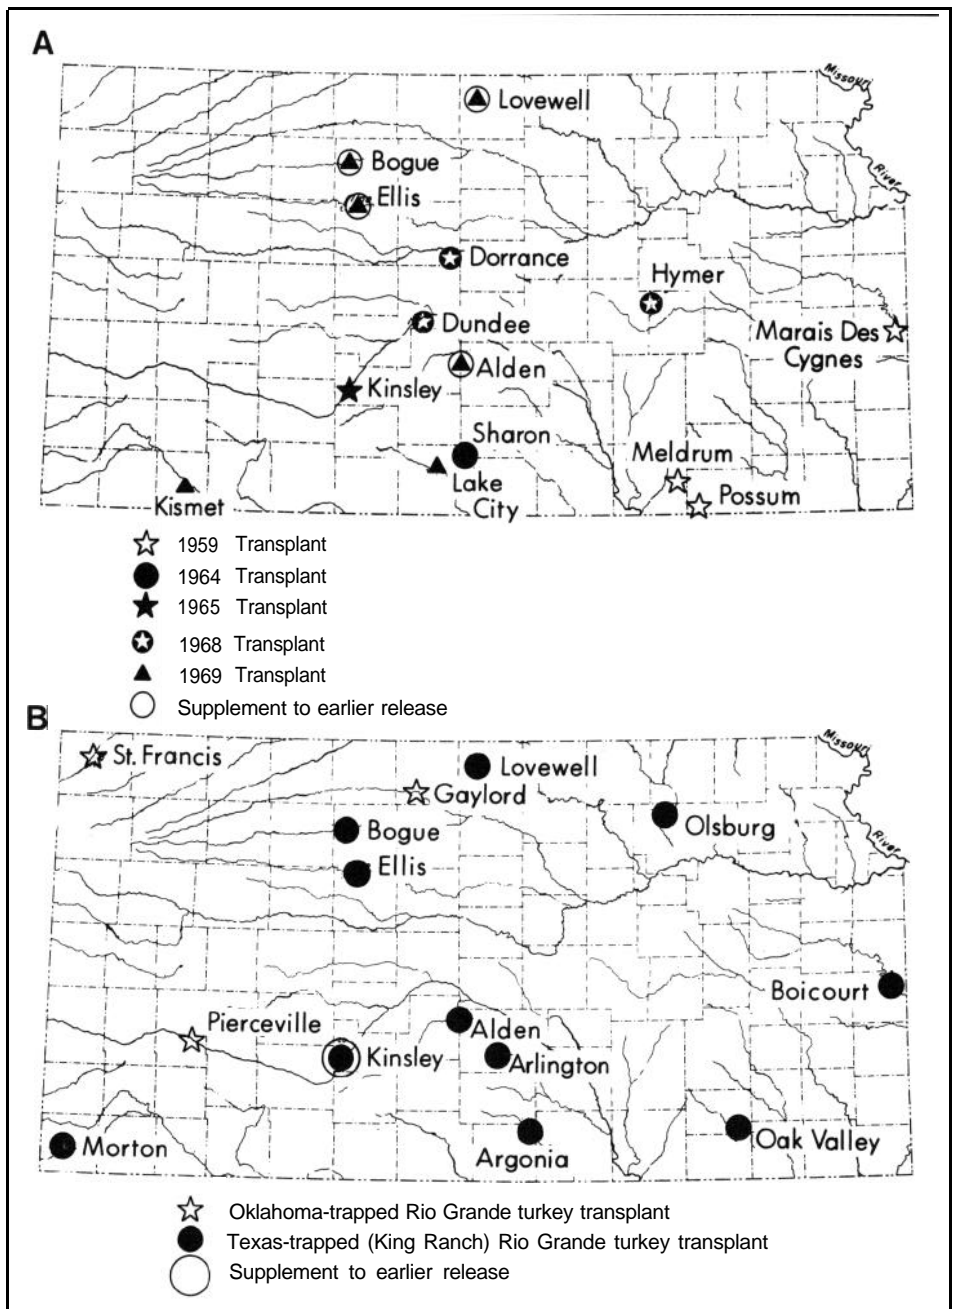 A
Missouri
River
Lovewell
Bogue
Ellis
Dorrance
Hymer
Dundee
Marais Des
Cygnes
Alden
Kinsley
Sharon
Meldrum
Lake
City
Possum
Kismet
1959 Transplant
1964 Transplant
1965 Transplant
1968 Transplant
1969 Transplant
Supplement to earlier release
B
Missouri
River
St. Francis
Lovewell
Gaylord
Olsburg
Bogue
Ellis
Boicourt
Pierceville
Alden
Kinsley
Arlington
Morton
Argonia
Oak Valley
Oklahoma-trapped Rio Grande turkey transplant
Texas-trapped (King Ranch) Rio Grande turkey transplant
Supplement to earlier release